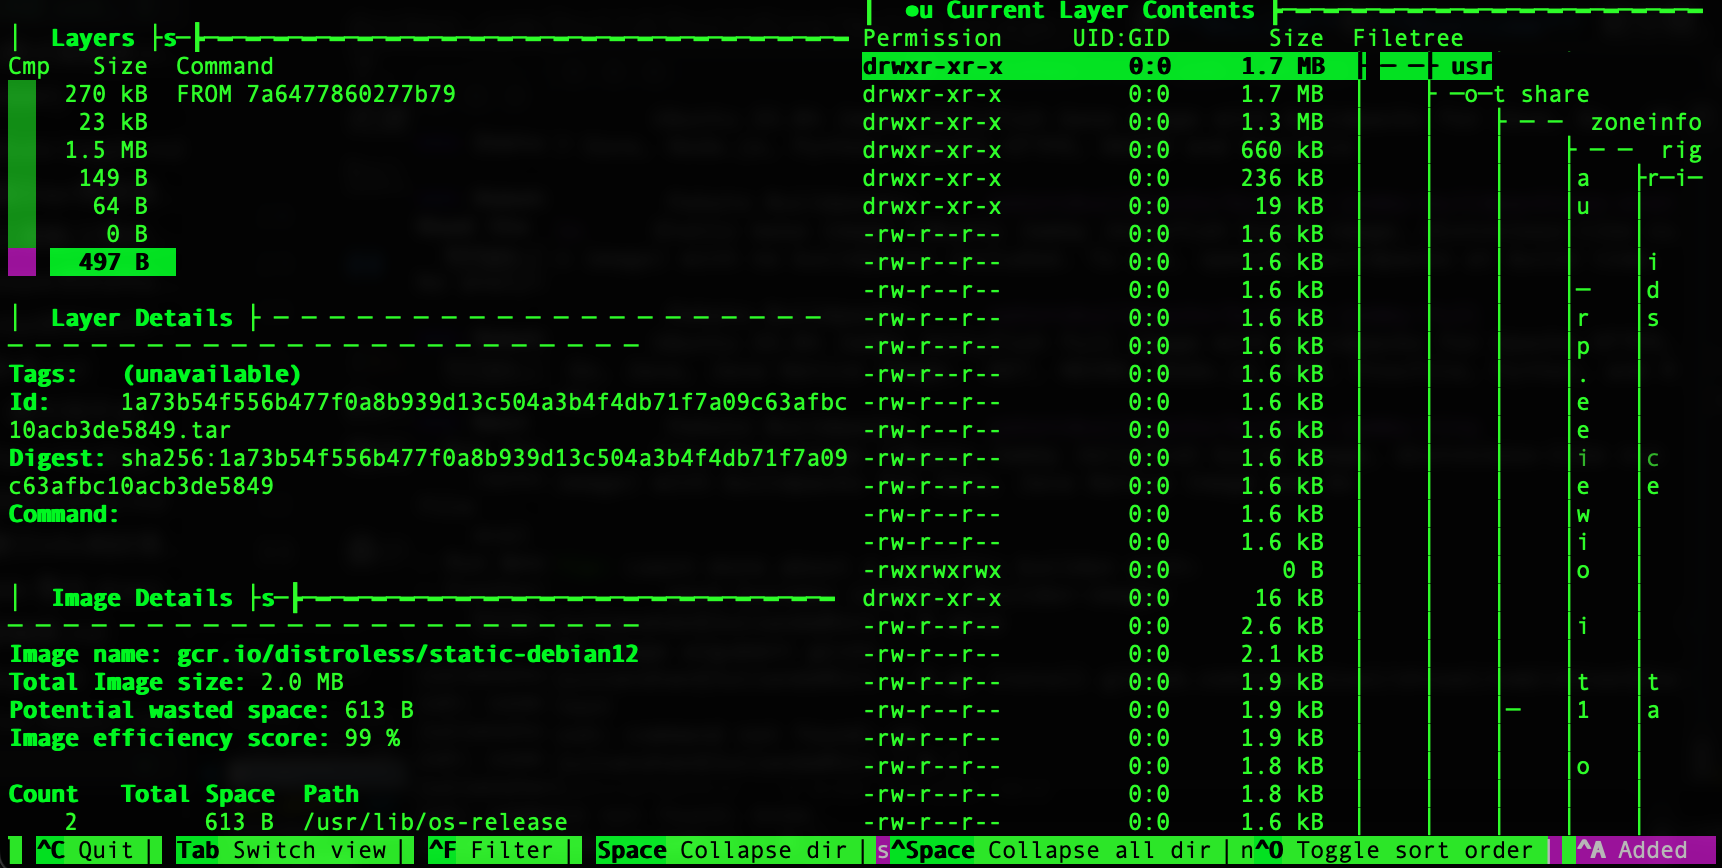 │ Layers ├s─
Cmp Size Command
270 kB FROM 7a6477860277b79
23 kB
1.5 MB
149 B
64 B
0 B
497 B
│ Layer Details ├
Tags: (unavailable)
Id: 1a73b54f556b477f0a8b939d13c504a3b4f4db71f7a09c63afbc
10acb3de5849.tar
Digest: sha256:1a73b54f556b477f0a8b939d13c504a3b4f4db71f7a09
c63afbc10acb3de5849
Command:
│ Image Details ├s─
Image name: gcr.io/distroless/static-debian12
Total Image size: 2.0 MB
Potential wasted space: 613 B
Image efficiency score: 99 %
Count Total Space Path
2 613 B /usr/lib/os-release
│ ●u Current Layer Contents ├
Permission UID:GID Size Filetree
drwxr-xr-x 0:0 1.7 MB ├ ─ ─ usr
drwxr-xr-x 0:0 1.7 MB ├ ─o─t share
drwxr-xr-x 0:0 1.3 MB ├ ─ ─ ─ zoneinfo
drwxr-xr-x 0:0 660 kB ├ ─ ─ ─ rig
drwxr-xr-x 0:0 236 kB a ├r─i─
drwxr-xr-x 0:0 19 kB u
-rw-r--r-- 0:0 1.6 kB
-rw-r--r-- 0:0 1.6 kB i
-rw-r--r-- 0:0 1.6 kB ─ d
-rw-r--r-- 0:0 1.6 kB r s
-rw-r--r-- 0:0 1.6 kB p
-rw-r--r-- 0:0 1.6 kB .
-rw-r--r-- 0:0 1.6 kB e
-rw-r--r-- 0:0 1.6 kB e
-rw-r--r-- 0:0 1.6 kB i c
-rw-r--r-- 0:0 1.6 kB e e
-rw-r--r-- 0:0 1.6 kB w
-rw-r--r-- 0:0 1.6 kB i
-rwxrwxrwx 0:0 0 B o
drwxr-xr-x 0:0 16 kB
-rw-r--r-- 0:0 2.6 kB i
-rw-r--r-- 0:0 2.1 kB
-rw-r--r-- 0:0 1.9 kB t t
-rw-r--r-- 0:0 1.9 kB ─ 1 a
-rw-r--r-- 0:0 1.9 kB
-rw-r--r-- 0:0 1.8 kB o
-rw-r--r-- 0:0 1.8 kB
-rw-r--r-- 0:0 1.6 kB
^C Quit | Tab Switch view | ^F Filter | Space Collapse dir | s^Space Collapse all dir | n^O Toggle sort order ^A Added